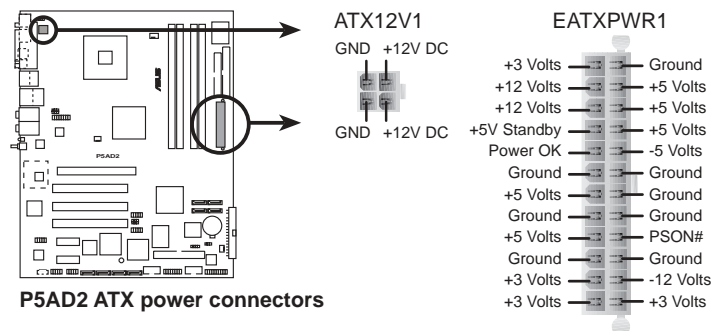 ATX12V1
GND +12V DC
GND +12V DC
EATXPWR1
+3 Volts Ground
+12 Volts +5 Volts
+12 Volts +5 Volts
+5V Standby +5 Volts
Power OK -5 Volts
Ground Ground
+5 Volts Ground
Ground Ground
+5 Volts PSON#
Ground Ground
+3 Volts -12 Volts
+3 Volts +3 Volts
ASUS
P5AD2
P5AD2 ATX power connectors